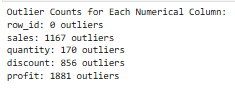 Outlier Counts for Each Numerical Column:
row_id: 0 outliers
sales: 1167 outliers
quantity: 170 outliers
discount: 856 outliers
profit: 1881 outliers